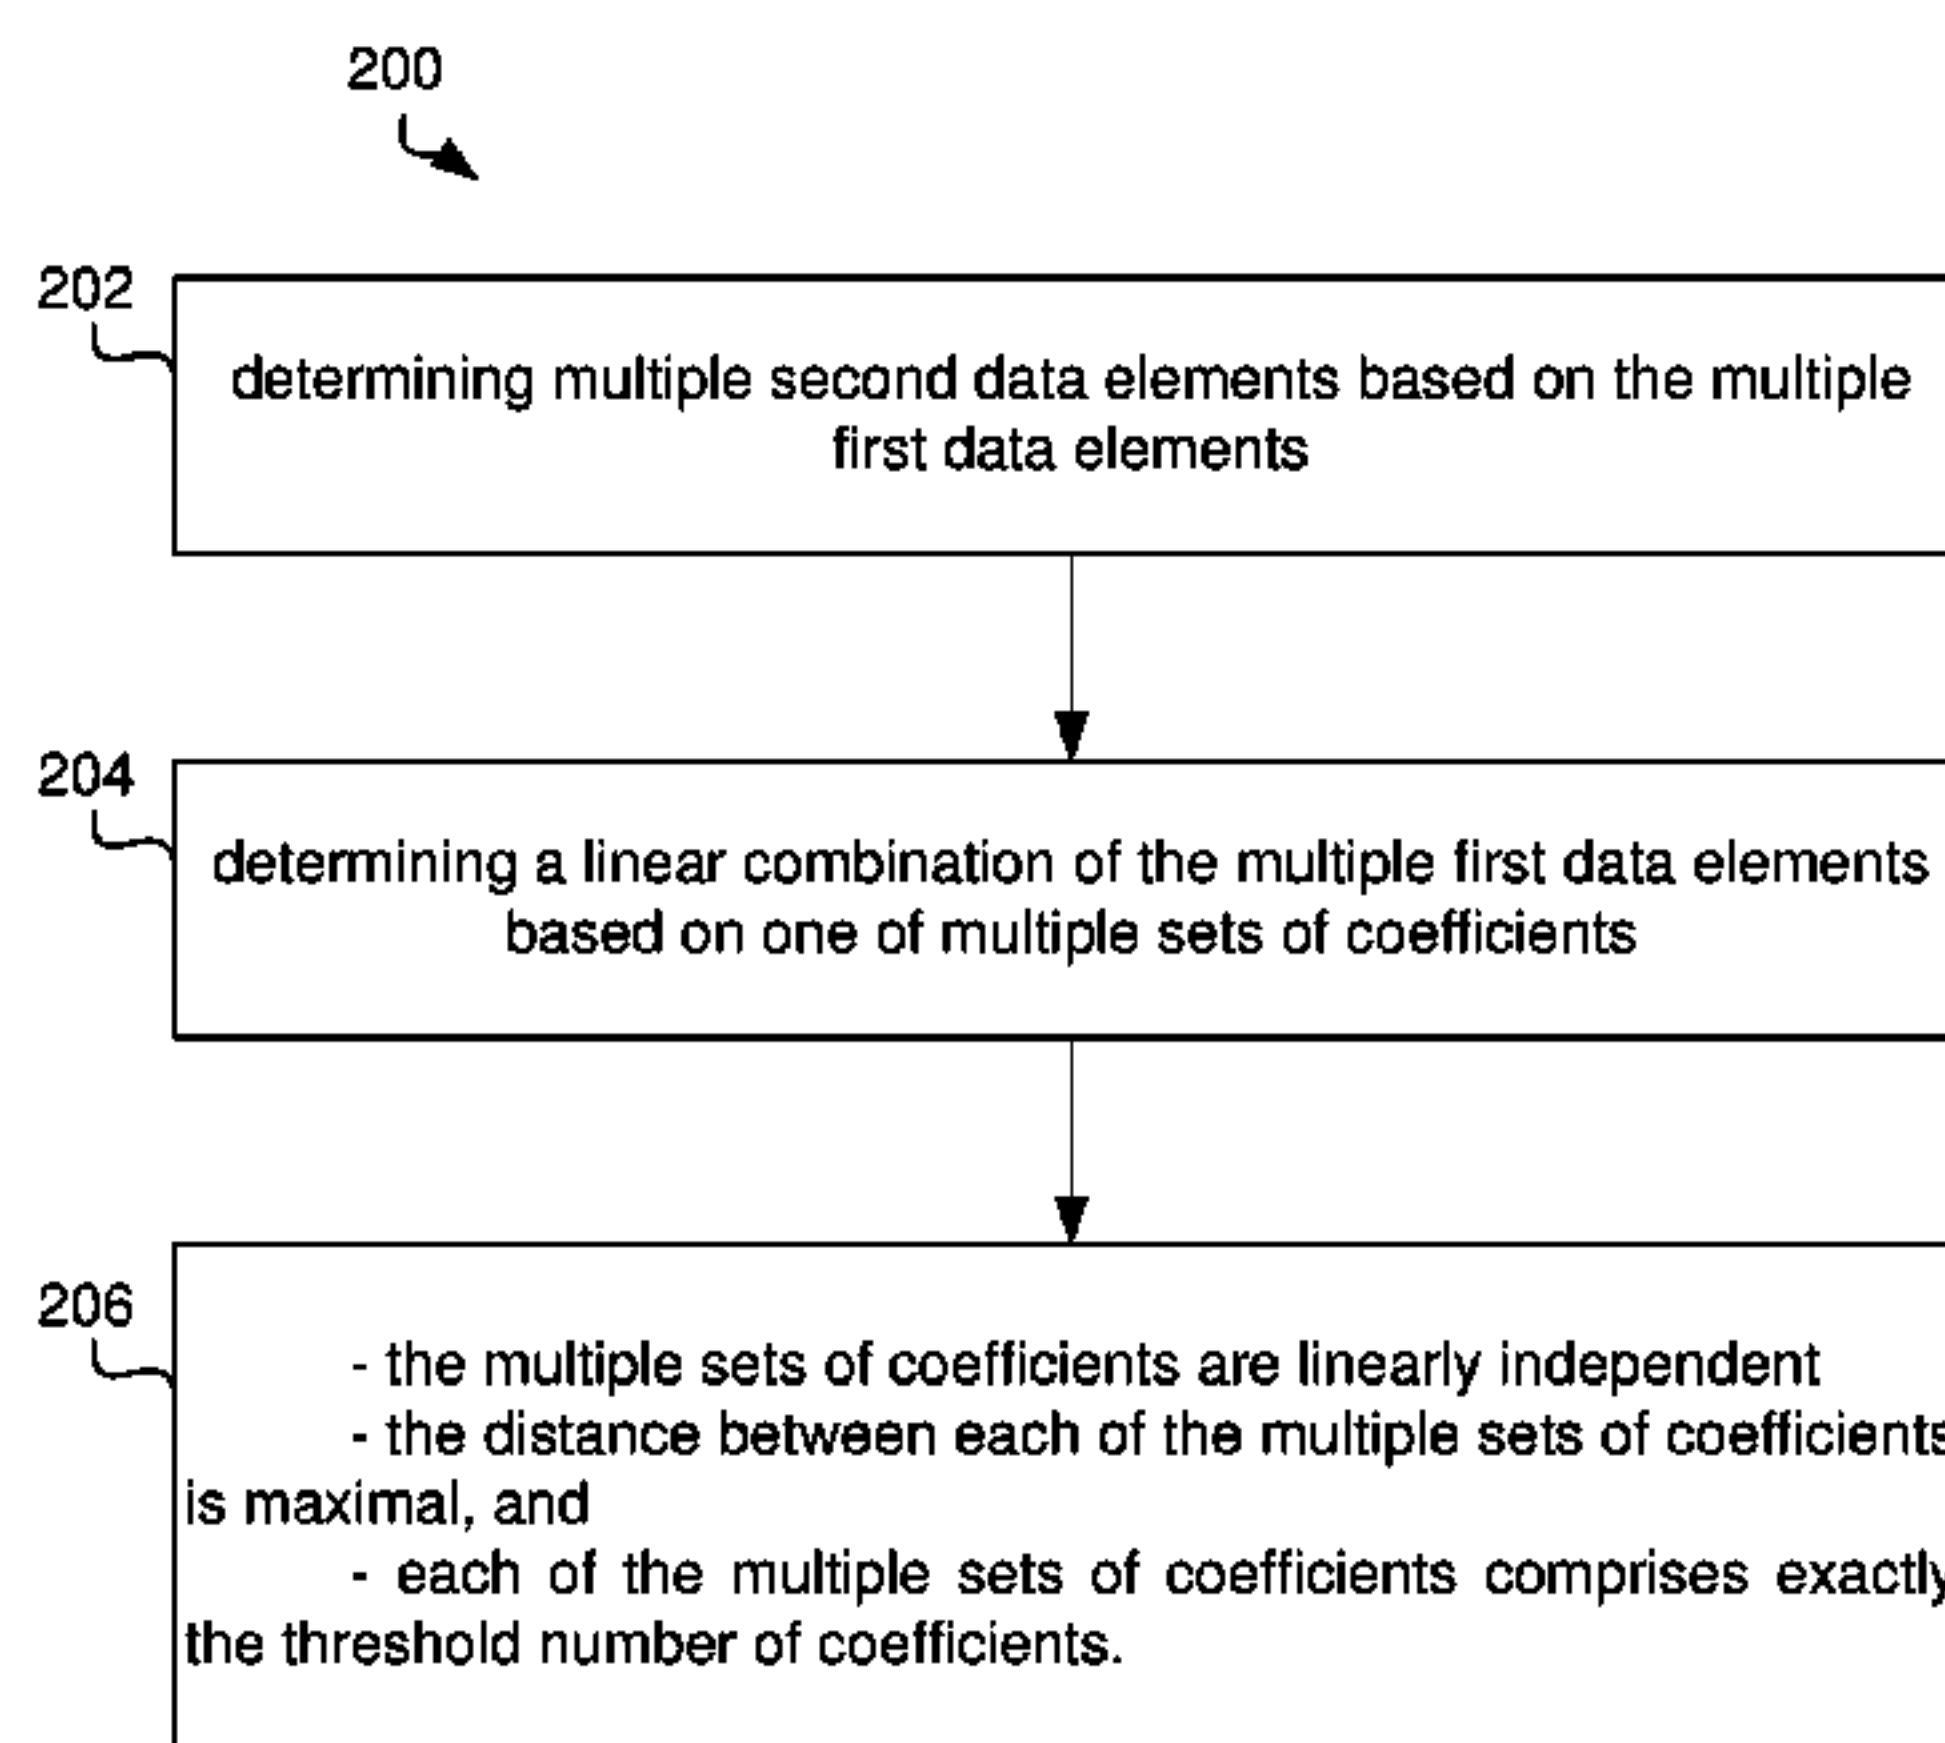 200
202
determining multiple second data elements based on the multiple
first data elements
204
determining a linear combination of the multiple first data elements
based on one of multiple sets of coefficients
206
- the multiple sets of coefficients are linearly independent
- the distance between each of the multiple sets of coefficients
is maximal, and
- each of the multiple sets of coefficients comprises exactly
the threshold number of coefficients.